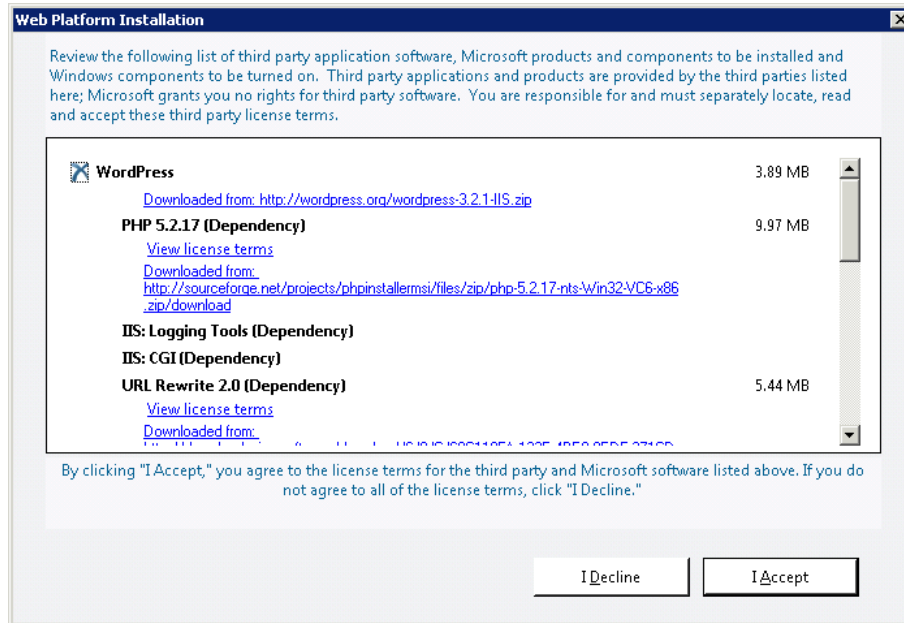 Web Platform Installation
Review the following list of third party application software, Microsoft products and components to be installed and
Windows components to be turned on.  Third party applications and products are provided by the third parties listed
here; Microsoft grants you no rights for third party software.  You are responsible for and must separately locate, read
and accept these third party license terms.
WordPress 3.89 MB
Downloaded from: http://wordpress.org/wordpress-3.2.1-IIS.zip
PHP 5.2.17 (Dependency) 9.97 MB
View license terms
Downloaded from:
http://sourceforge.net/projects/phpinstallermsi/files/zip/php-5.2.17-nts-Win32-VC6-x86
.zip/download
IIS: Logging Tools (Dependency)
IIS: CGI (Dependency)
URL Rewrite 2.0 (Dependency) 5.44 MB
View license terms
Downloaded from:
By clicking "I Accept," you agree to the license terms for the third party and Microsoft software listed above. If you do
not agree to all of the license terms, click "I Decline."
I Decline
I Accept